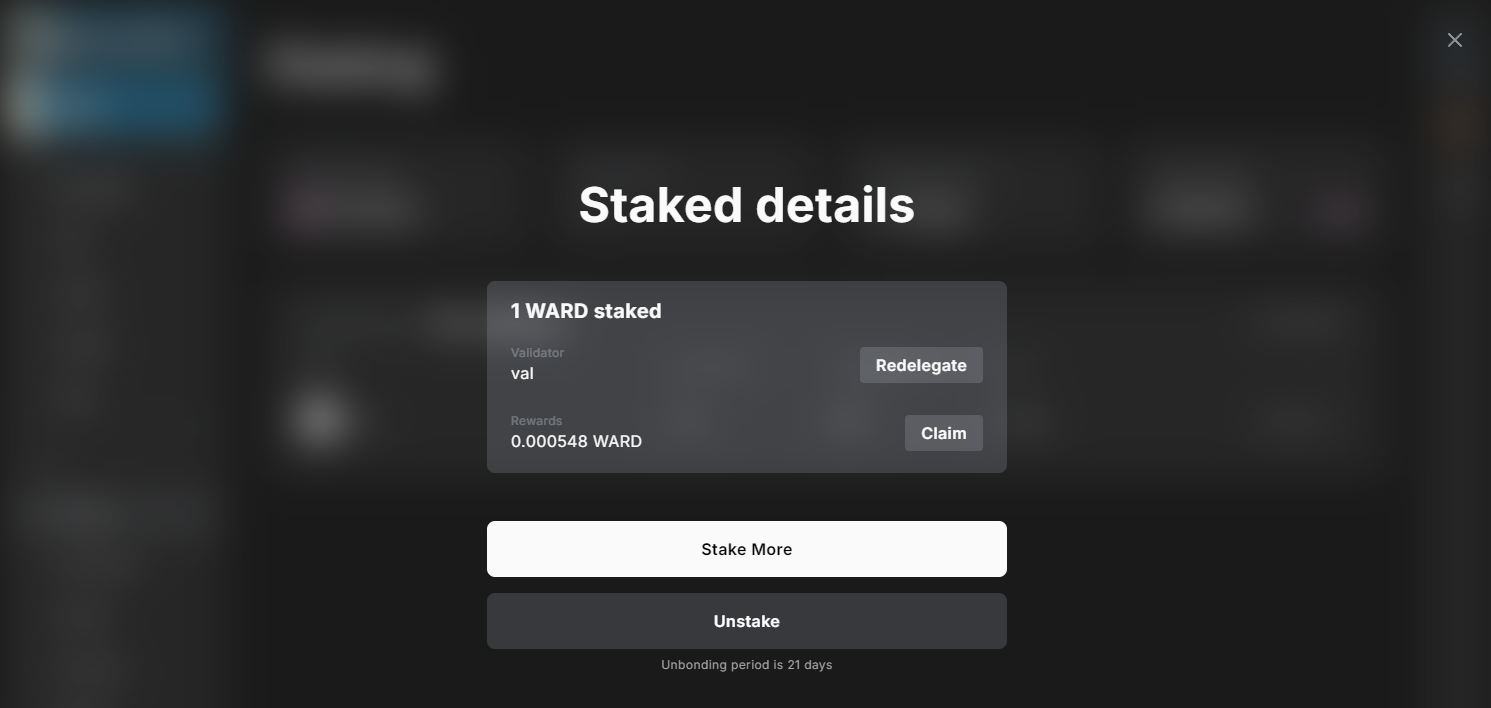 Staked details
1 WARD staked
Validator
val
Redelegate
Rewards
0.000548 WARD
Claim
Stake More
Unstake
Unbonding period is 21 days